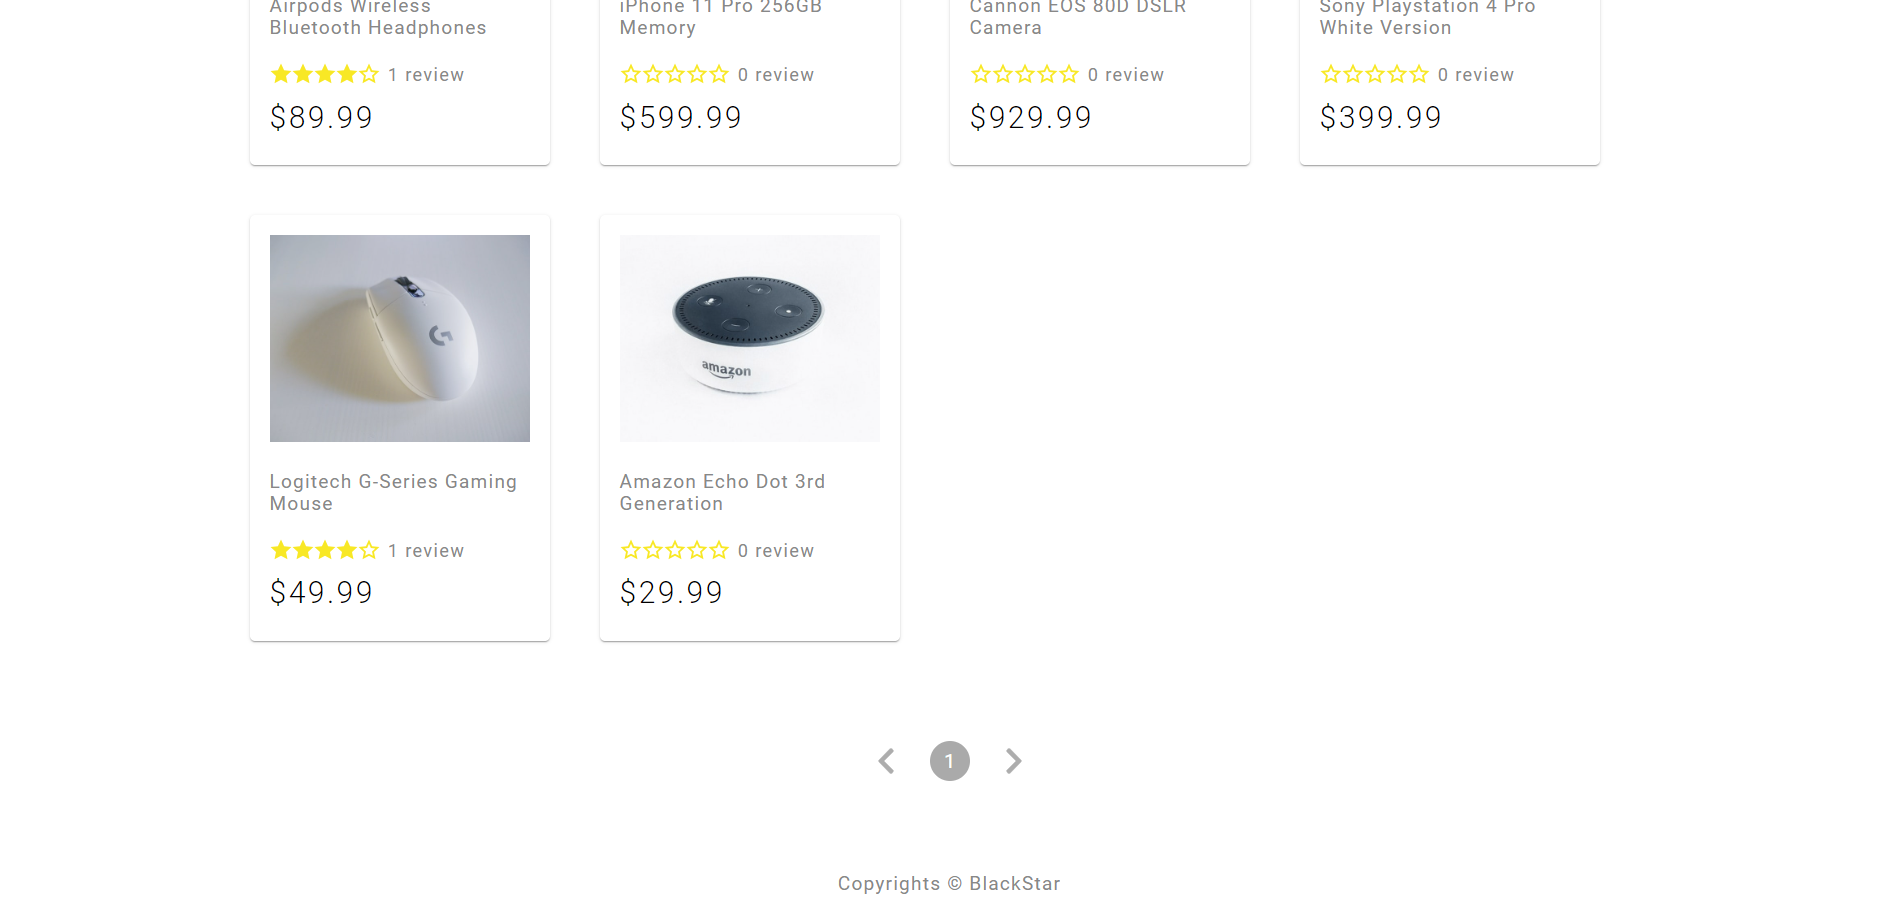 Airpods Wireless
Bluetooth Headphones
1 review
$89.99
iPhone 11 Pro 256GB
Memory
0 review
$599.99
Cannon EOS 80D DSLR
Camera
0 review
$929.99
Sony Playstation 4 Pro
White Version
0 review
$399.99
amazon
Logitech G-Series Gaming
Mouse
1 review
$49.99
Amazon Echo Dot 3rd
Generation
0 review
$29.99
1
Copyrights © BlackStar